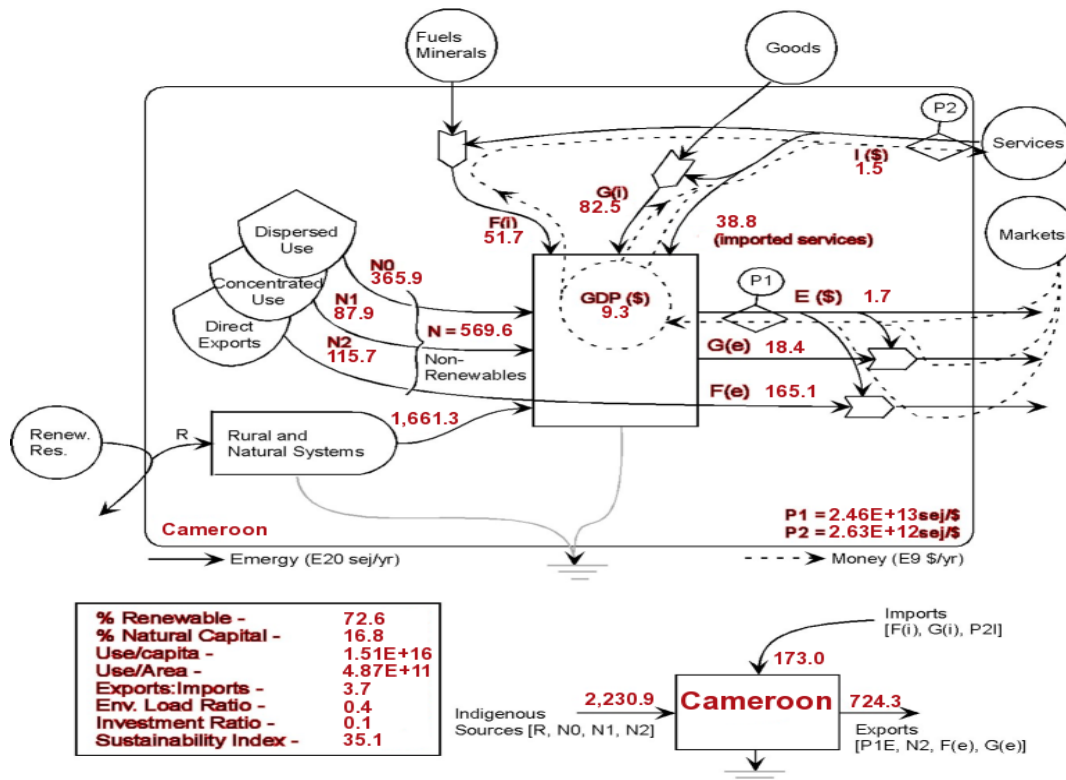 Fuels
Minerals
Goods
P2
Services
I ($)
1.5
G(i)
82.5
F(i)
51.7
38.8
(imported services)
Markets
Dispersed
Use
Concentrated
Use
Direct
Exports
N0
365.9
N1
87.9
N2
115.7
N = 569.6
Non-
Renewables
GDP ($)
9.3
P1
E ($) 1.7
G(e) 18.4
F(e) 165.1
1,661.3
Renew.
Res.
R
Rural and
Natural Systems
Cameroon
P1 = 2.46E+13sej/$
P2 = 2.63E+12sej/$
Emergy (E20 sej/yr)
Money (E9 $/yr)
% Renewable - 72.6
% Natural Capital - 16.8
Use/capita - 1.51E+16
Use/Area - 4.87E+11
Exports:Imports - 3.7
Env. Load Ratio - 0.4
Investment Ratio - 0.1
Sustainability Index - 35.1
Imports
[F(i), G(i), P2I]
173.0
2,230.9
Indigenous
Sources [R, N0, N1, N2]
Cameroon
724.3
Exports
[P1E, N2, F(e), G(e)]